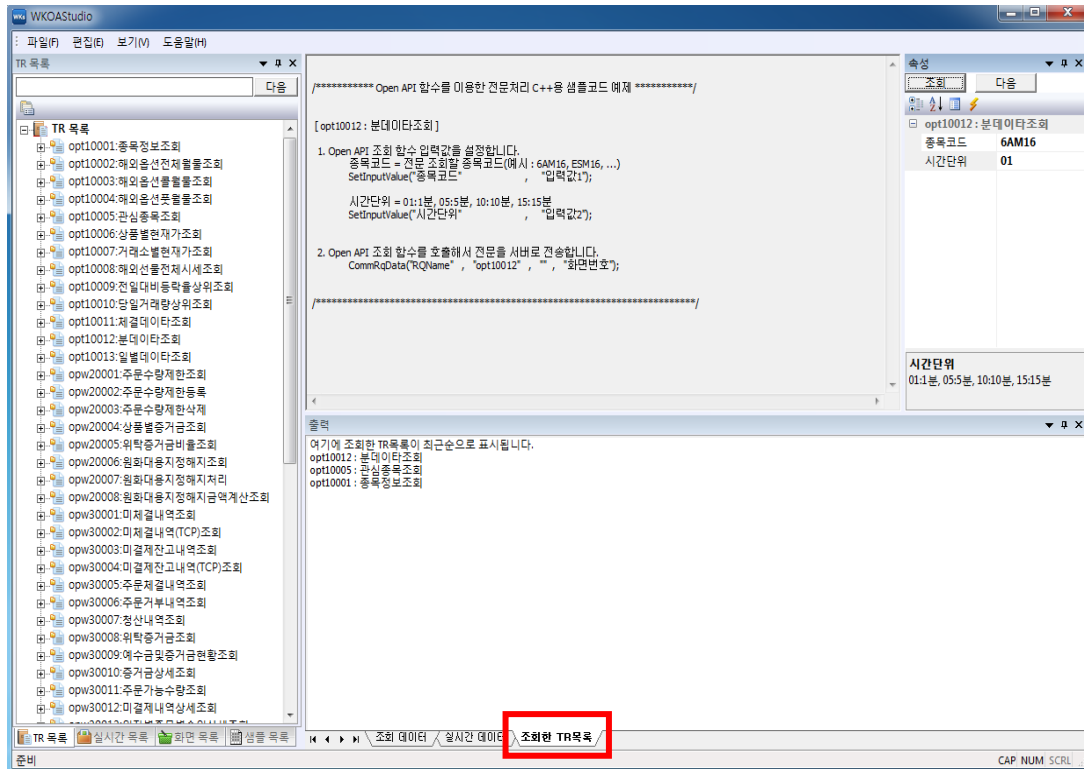 WKOAStudio
파일(F) 편집(E) 보기(V) 도움말(H)
TR 목록
다음
TR 목록
opt10001:종목정보조회
opt10002:해외옵션전체월물조회
opt10003:해외옵션콜월물조회
opt10004:해외옵션풋월물조회
opt10005:관심종목조회
opt10006:상품별현재가조회
opt10007:거래소별현재가조회
opt10008:해외선물전체시세조회
opt10009:전일대비등락율상위조회
opt10010:당일거래량상위조회
opt10011:체결데이타조회
opt10012:분데이타조회
opt10013:일별데이타조회
opw20001:주문수량제한조회
opw20002:주문수량제한등록
opw20003:주문수량제한삭제
opw20004:상품별증거금조회
opw20005:위탁증거금비율조회
opw20006:원화대용지정해지조회
opw20007:원화대용지정해지처리
opw20008:원화대용지정해지금액계산조회
opw30001:미체결내역조회
opw30002:미체결내역(TCP)조회
opw30003:미결제잔고내역조회
opw30004:미결제잔고내역(TCP)조회
opw30005:주문체결내역조회
opw30006:주문거부내역조회
opw30007:청산내역조회
opw30008:위탁증거금조회
opw30009:예수금및증거금현황조회
opw30010:증거금상세조회
opw30011:주문가능수량조회
opw30012:미결제내역상세조회
TR 목록 실시간 목록 화면 목록 샘플 목록
/*********** Open API 함수를 이용한 전문처리 C++용 샘플코드 예제 ***********/
[ opt10012 : 분데이타조회 ]
1. Open API 조회 함수 입력값을 설정합니다.
종목코드 = 전문 조회할 종목코드(예시 : 6AM16, ESM16, ...)
SetInputValue("종목코드" , "입력값1");
시간단위 = 01:1분, 05:5분, 10:10분, 15:15분
SetInputValue("시간단위" , "입력값2");
2. Open API 조회 함수를 호출해서 전문을 서버로 전송합니다.
CommRqData("RQName" , "opt10012" , "" , "화면번호");
/**********************************************************************/
속성
조회 다음
opt10012 : 분데이타조회
종목코드 6AM16
시간단위 01
시간단위
01:1분, 05:5분, 10:10분, 15:15분
출력
여기에 조회한 TR목록이 최근순으로 표시됩니다.
opt10012 : 분데이타조회
opt10005 : 관심종목조회
opt10001 : 종목정보조회
조회 데이터 실시간 데이터 조회한 TR목록
준비
CAP NUM SCRL